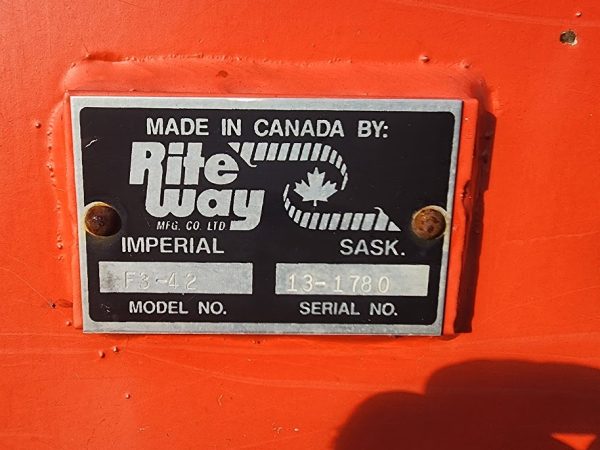 MADE IN CANADA BY:
Rite
Way
MFG. CO. LTD
IMPERIAL SASK.
F3-42 13-1780
MODEL NO. SERIAL NO.